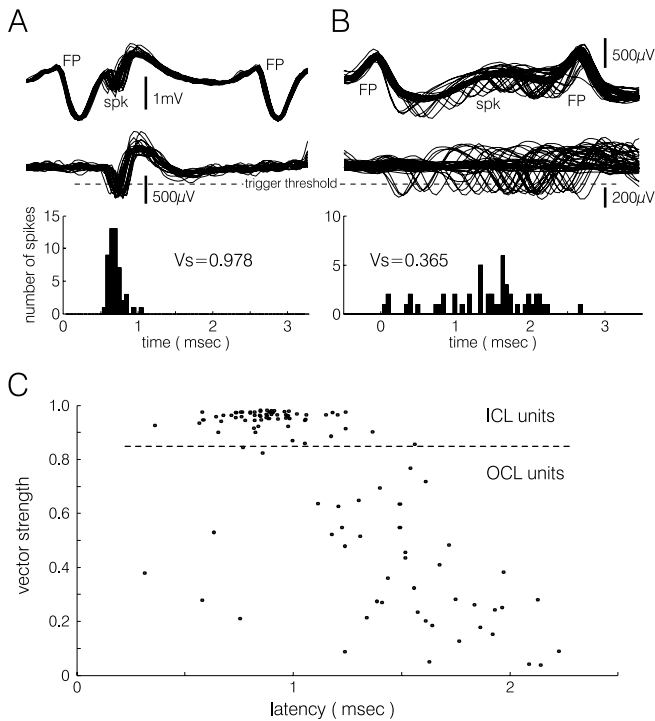 A
B
FP
spk
FP
1mV
FP
spk
FP
500μV
trigger threshold
500μV
200μV
number of spikes
15
10
5
0
Vs=0.978
0
1
2
3
time ( msec )
10
5
0
Vs=0.365
0
1
2
3
time ( msec )
C
vector strength
1.0
0.8
0.6
0.4
0.2
0
ICL units
OCL units
0
1
2
latency ( msec )